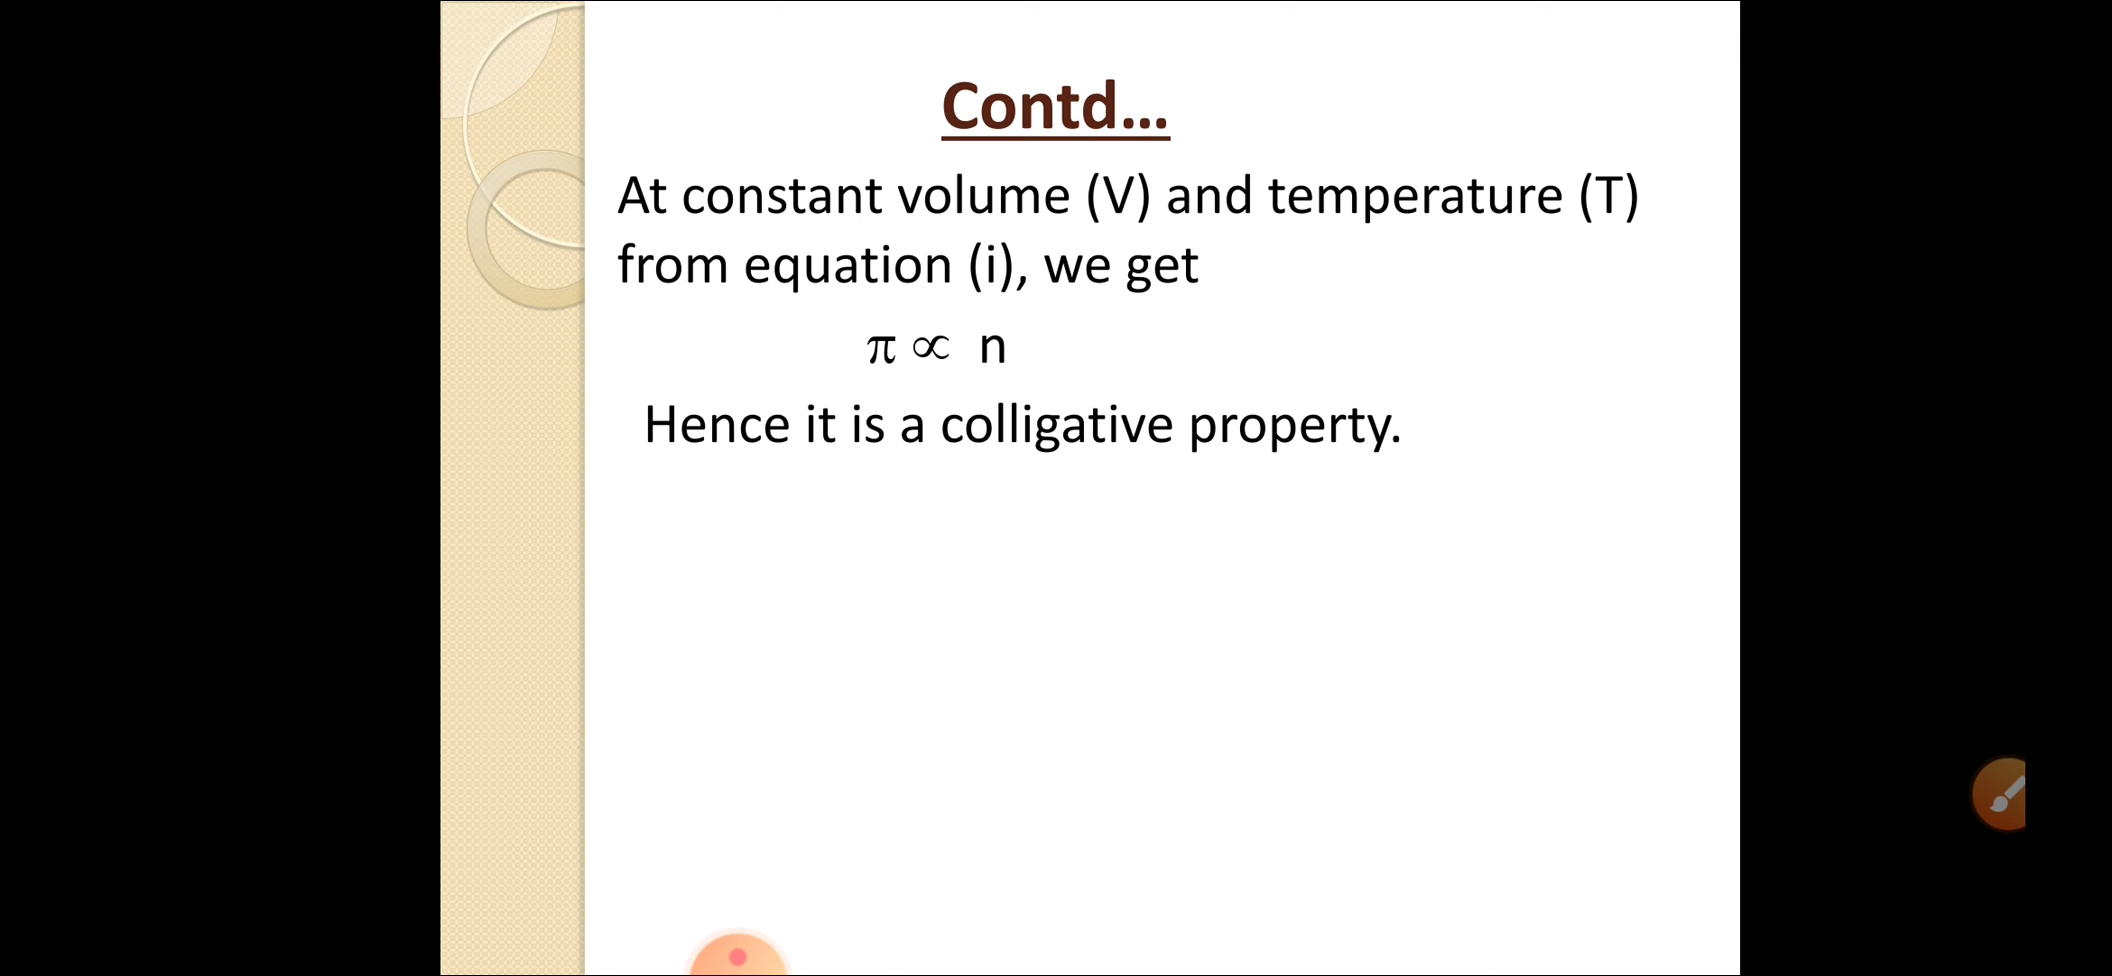 Contd...
At constant volume (V) and temperature (T)
from equation (i), we get
π ∝ n
Hence it is a colligative property.